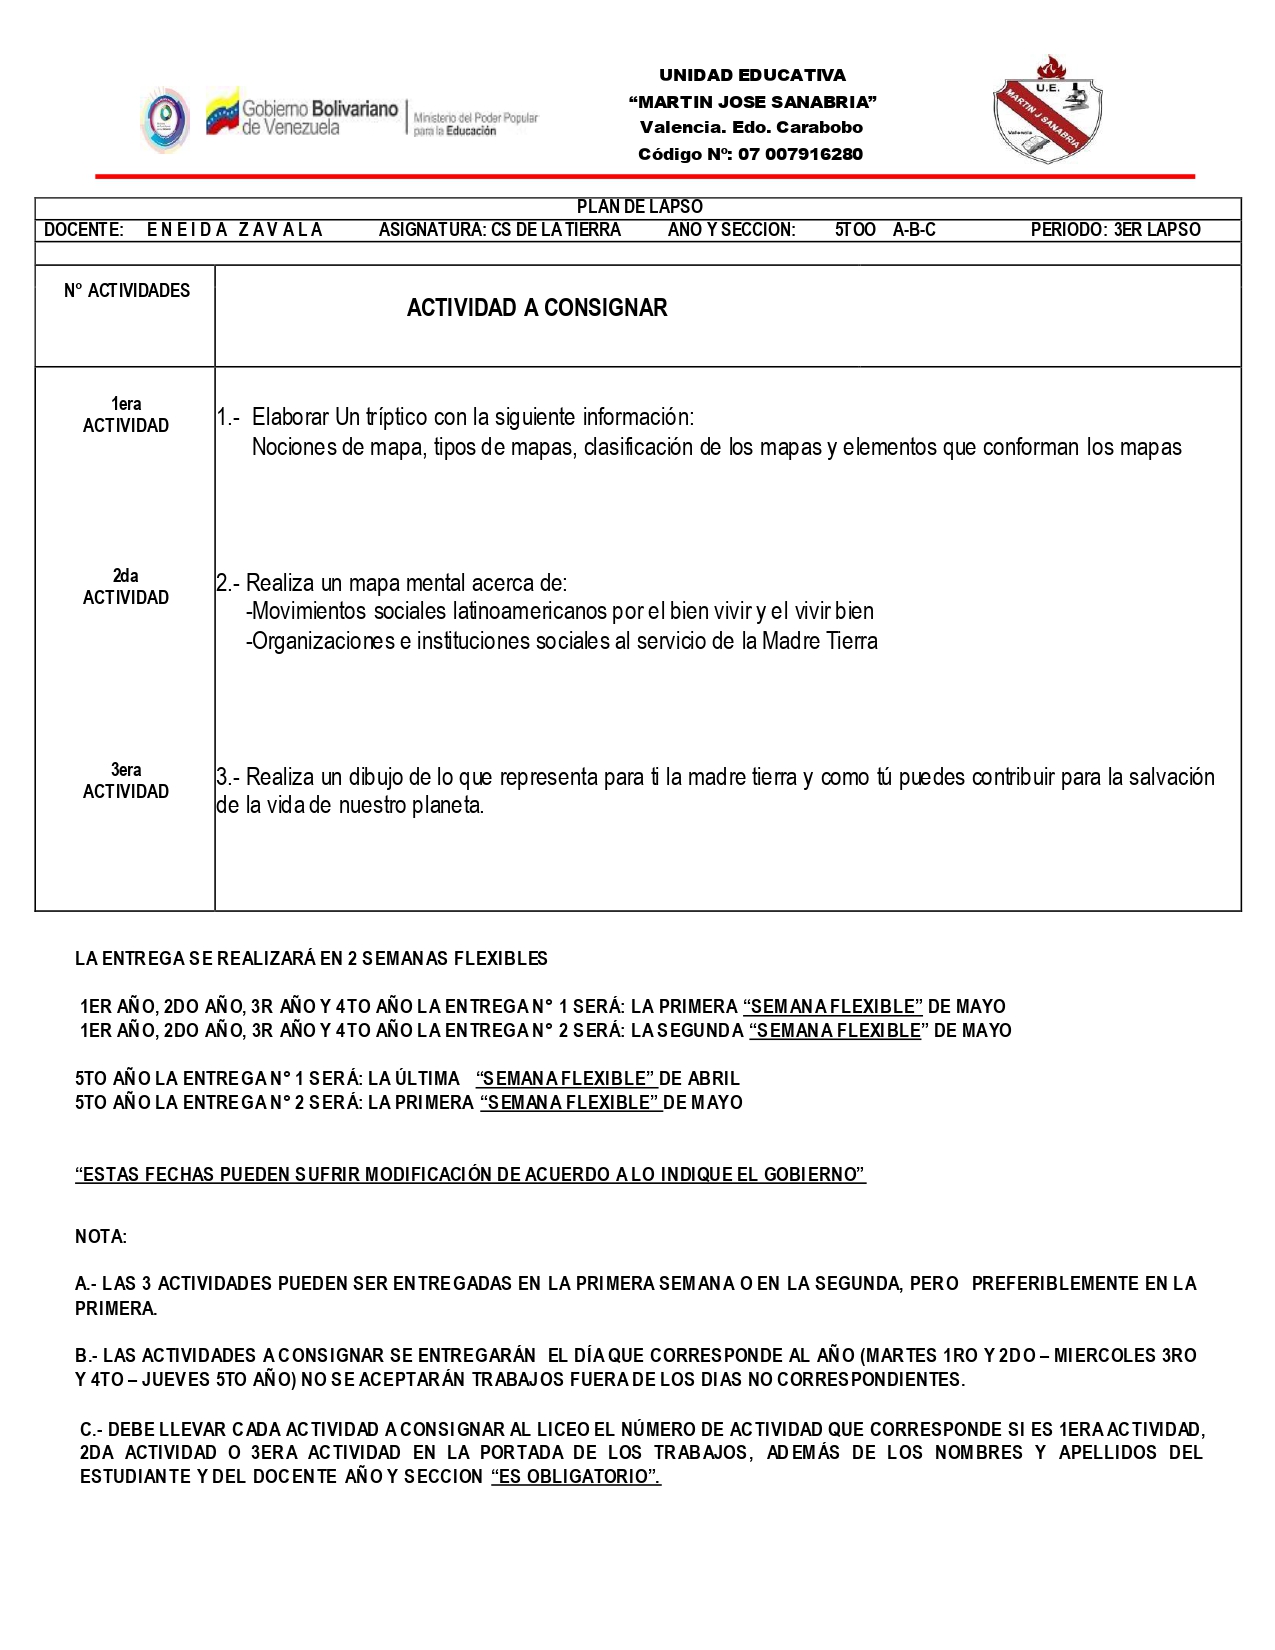 Gobierno Bolivariano
de Venezuela
Ministerio del Poder Popular
para la Educación
UNIDAD EDUCATIVA
“MARTIN JOSE SANABRIA”
Valencia. Edo. Carabobo
Código Nº: 07 007916280
U.E.
MARTIN J SANABRIA
Valencia
PLAN DE LAPSO
DOCENTE: E N E I D A Z A V A L A ASIGNATURA: CS DE LA TIERRA ANO Y SECCION: 5TOO A-B-C PERIODO: 3ER LAPSO
N° ACTIVIDADES
ACTIVIDAD A CONSIGNAR
1era
ACTIVIDAD
1.- Elaborar Un tríptico con la siguiente información:
Nociones de mapa, tipos de mapas, clasificación de los mapas y elementos que conforman los mapas
2da
ACTIVIDAD
2.- Realiza un mapa mental acerca de:
-Movimientos sociales latinoamericanos por el bien vivir y el vivir bien
-Organizaciones e instituciones sociales al servicio de la Madre Tierra
3era
ACTIVIDAD
3.- Realiza un dibujo de lo que representa para ti la madre tierra y como tú puedes contribuir para la salvación
de la vida de nuestro planeta.
LA ENTREGA SE REALIZARÁ EN 2 SEMANAS FLEXIBLES
1ER AÑO, 2DO AÑO, 3R AÑO Y 4TO AÑO LA ENTREGA N° 1 SERÁ: LA PRIMERA “SEMANA FLEXIBLE” DE MAYO
1ER AÑO, 2DO AÑO, 3R AÑO Y 4TO AÑO LA ENTREGA N° 2 SERÁ: LA SEGUNDA “SEMANA FLEXIBLE” DE MAYO
5TO AÑO LA ENTREGA N° 1 SERÁ: LA ÚLTIMA “SEMANA FLEXIBLE” DE ABRIL
5TO AÑO LA ENTREGA N° 2 SERÁ: LA PRIMERA “SEMANA FLEXIBLE” DE MAYO
“ESTAS FECHAS PUEDEN SUFRIR MODIFICACIÓN DE ACUERDO A LO INDIQUE EL GOBIERNO”
NOTA:
A.- LAS 3 ACTIVIDADES PUEDEN SER ENTREGADAS EN LA PRIMERA SEMANA O EN LA SEGUNDA, PERO PREFERIBLEMENTE EN LA
PRIMERA.
B.- LAS ACTIVIDADES A CONSIGNAR SE ENTREGARÁN EL DÍA QUE CORRESPONDE AL AÑO (MARTES 1RO Y 2DO – MIERCOLES 3RO
Y 4TO – JUEVES 5TO AÑO) NO SE ACEPTARÁN TRABAJOS FUERA DE LOS DIAS NO CORRESPONDIENTES.
C.- DEBE LLEVAR CADA ACTIVIDAD A CONSIGNAR AL LICEO EL NÚMERO DE ACTIVIDAD QUE CORRESPONDE SI ES 1ERA ACTIVIDAD,
2DA ACTIVIDAD O 3ERA ACTIVIDAD EN LA PORTADA DE LOS TRABAJOS, ADEMÁS DE LOS NOMBRES Y APELLIDOS DEL
ESTUDIANTE Y DEL DOCENTE AÑO Y SECCION “ES OBLIGATORIO”.